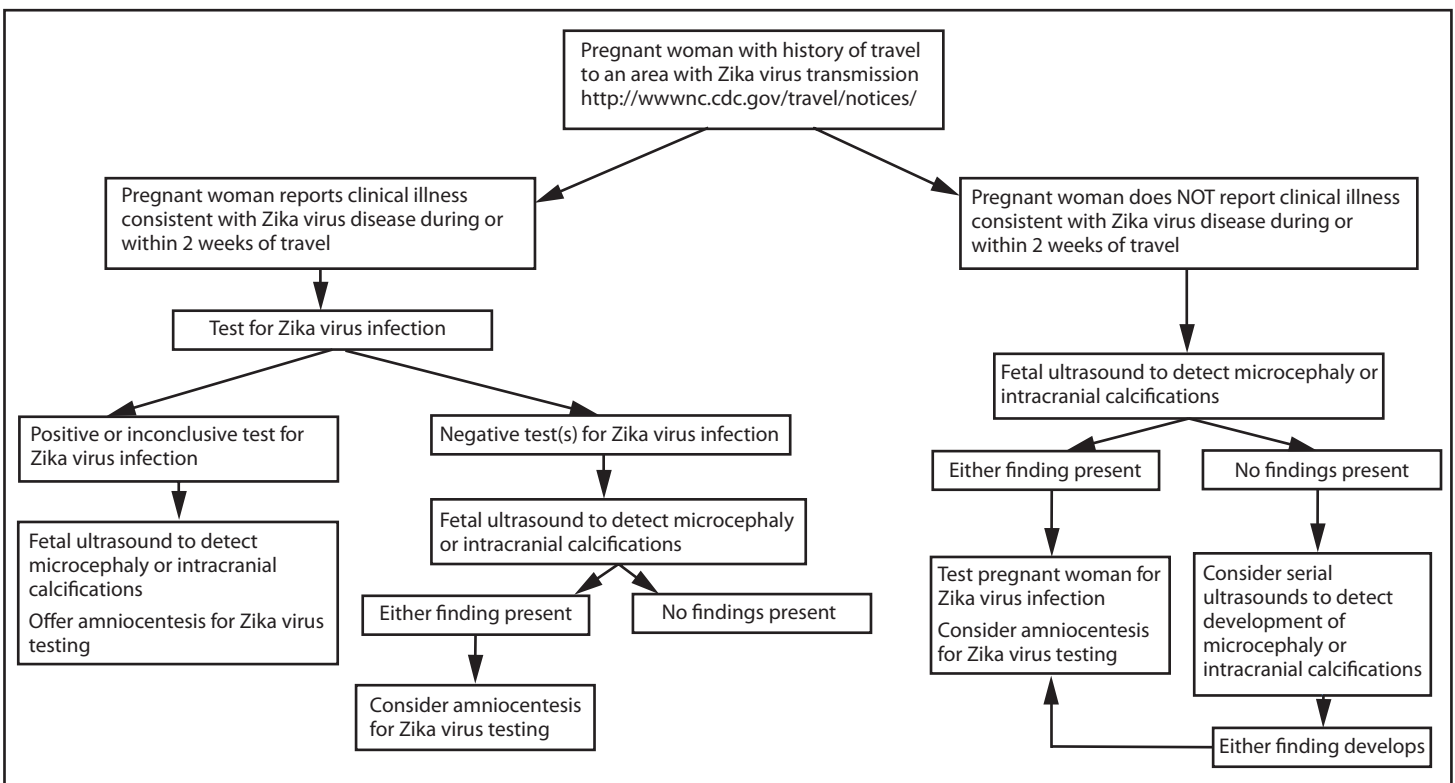 Pregnant woman with history of travel
to an area with Zika virus transmission
http://wwwnc.cdc.gov/travel/notices/
Pregnant woman reports clinical illness
consistent with Zika virus disease during or
within 2 weeks of travel
Pregnant woman does NOT report clinical illness
consistent with Zika virus disease during or
within 2 weeks of travel
Test for Zika virus infection
Fetal ultrasound to detect microcephaly or
intracranial calcifications
Positive or inconclusive test for
Zika virus infection
Negative test(s) for Zika virus infection
Either finding present
No findings present
Fetal ultrasound to detect
microcephaly or intracranial
calcifications
Offer amniocentesis for Zika virus
testing
Fetal ultrasound to detect microcephaly
or intracranial calcifications
Either finding present
No findings present
Consider amniocentesis
for Zika virus testing
Test pregnant woman for
Zika virus infection
Consider amniocentesis
for Zika virus testing
Consider serial
ultrasounds to detect
development of
microcephaly or
intracranial calcifications
Either finding develops